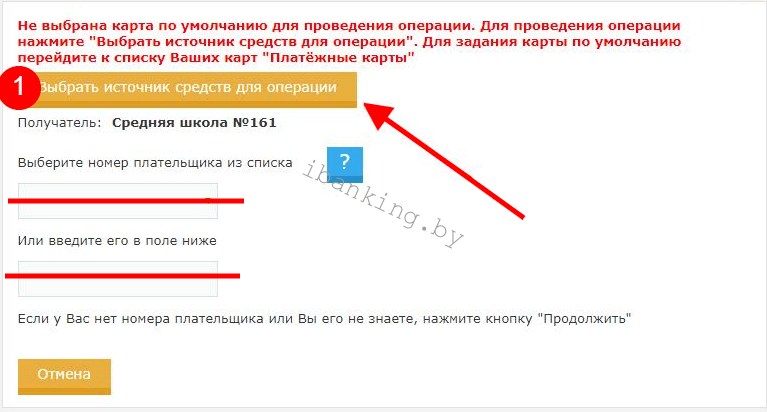 Не выбрана карта по умолчанию для проведения операции. Для проведения операции
нажмите "Выбрать источник средств для операции". Для задания карты по умолчанию
перейдите к списку Ваших карт "Платёжные карты"
1
Выбрать источник средств для операции
Получатель: Средняя школа №161
Выберите номер плательщика из списка
?
ibanking.by
Или введите его в поле ниже
Если у Вас нет номера плательщика или Вы его не знаете, нажмите кнопку "Продолжить"
Отмена